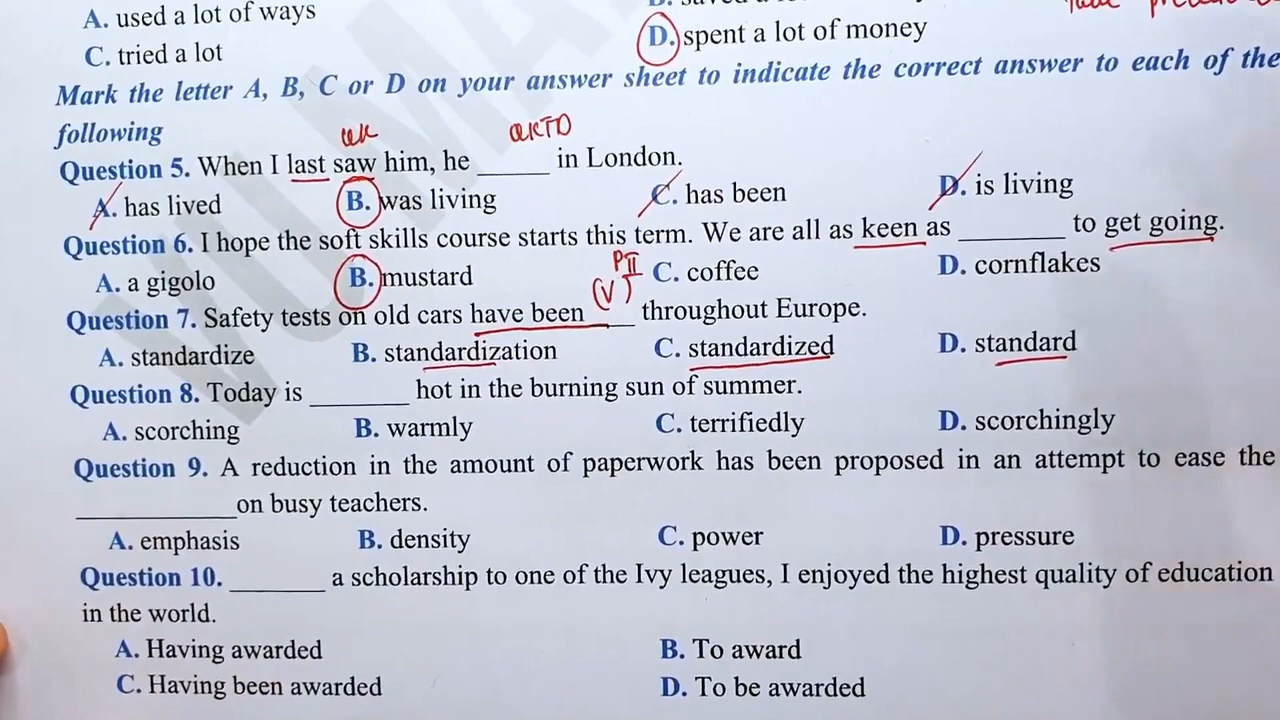 A. used a lot of ways
C. tried a lot
D. spent a lot of money
Mark the letter A, B, C or D on your answer sheet to indicate the correct answer to each of the
following
QK QKTD
Question 5. When I last saw him, he _____ in London.
A. has lived B. was living C. has been D. is living
Question 6. I hope the soft skills course starts this term. We are all as keen as ________ to get going.
A. a gigolo B. mustard C. coffee D. cornflakes
(V) PII
Question 7. Safety tests on old cars have been _____ throughout Europe.
A. standardize B. standardization C. standardized D. standard
Question 8. Today is _______ hot in the burning sun of summer.
A. scorching B. warmly C. terrifiedly D. scorchingly
Question 9. A reduction in the amount of paperwork has been proposed in an attempt to ease the
____________on busy teachers.
A. emphasis B. density C. power D. pressure
Question 10. _______ a scholarship to one of the Ivy leagues, I enjoyed the highest quality of education
in the world.
A. Having awarded B. To award
C. Having been awarded D. To be awarded